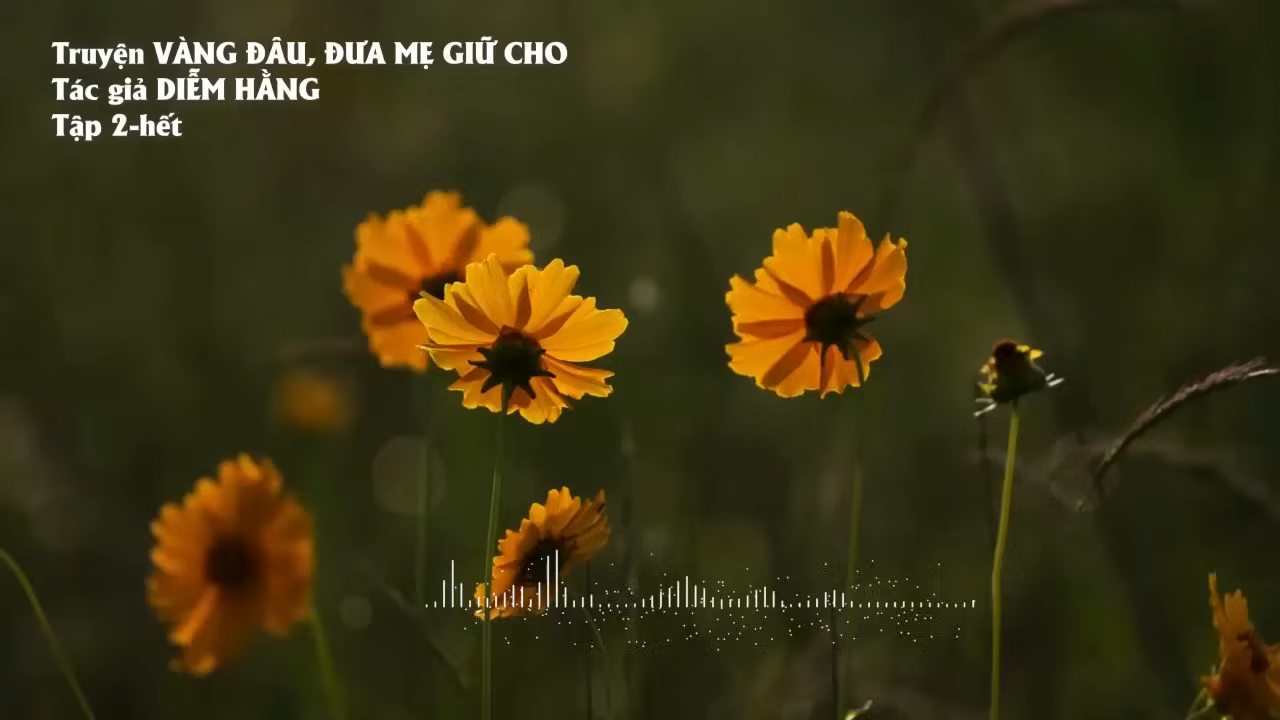 Truyện VÀNG ĐÂU, ĐƯA MẸ GIỮ CHO
Tác giả DIỄM HẰNG
Tập 2-hết